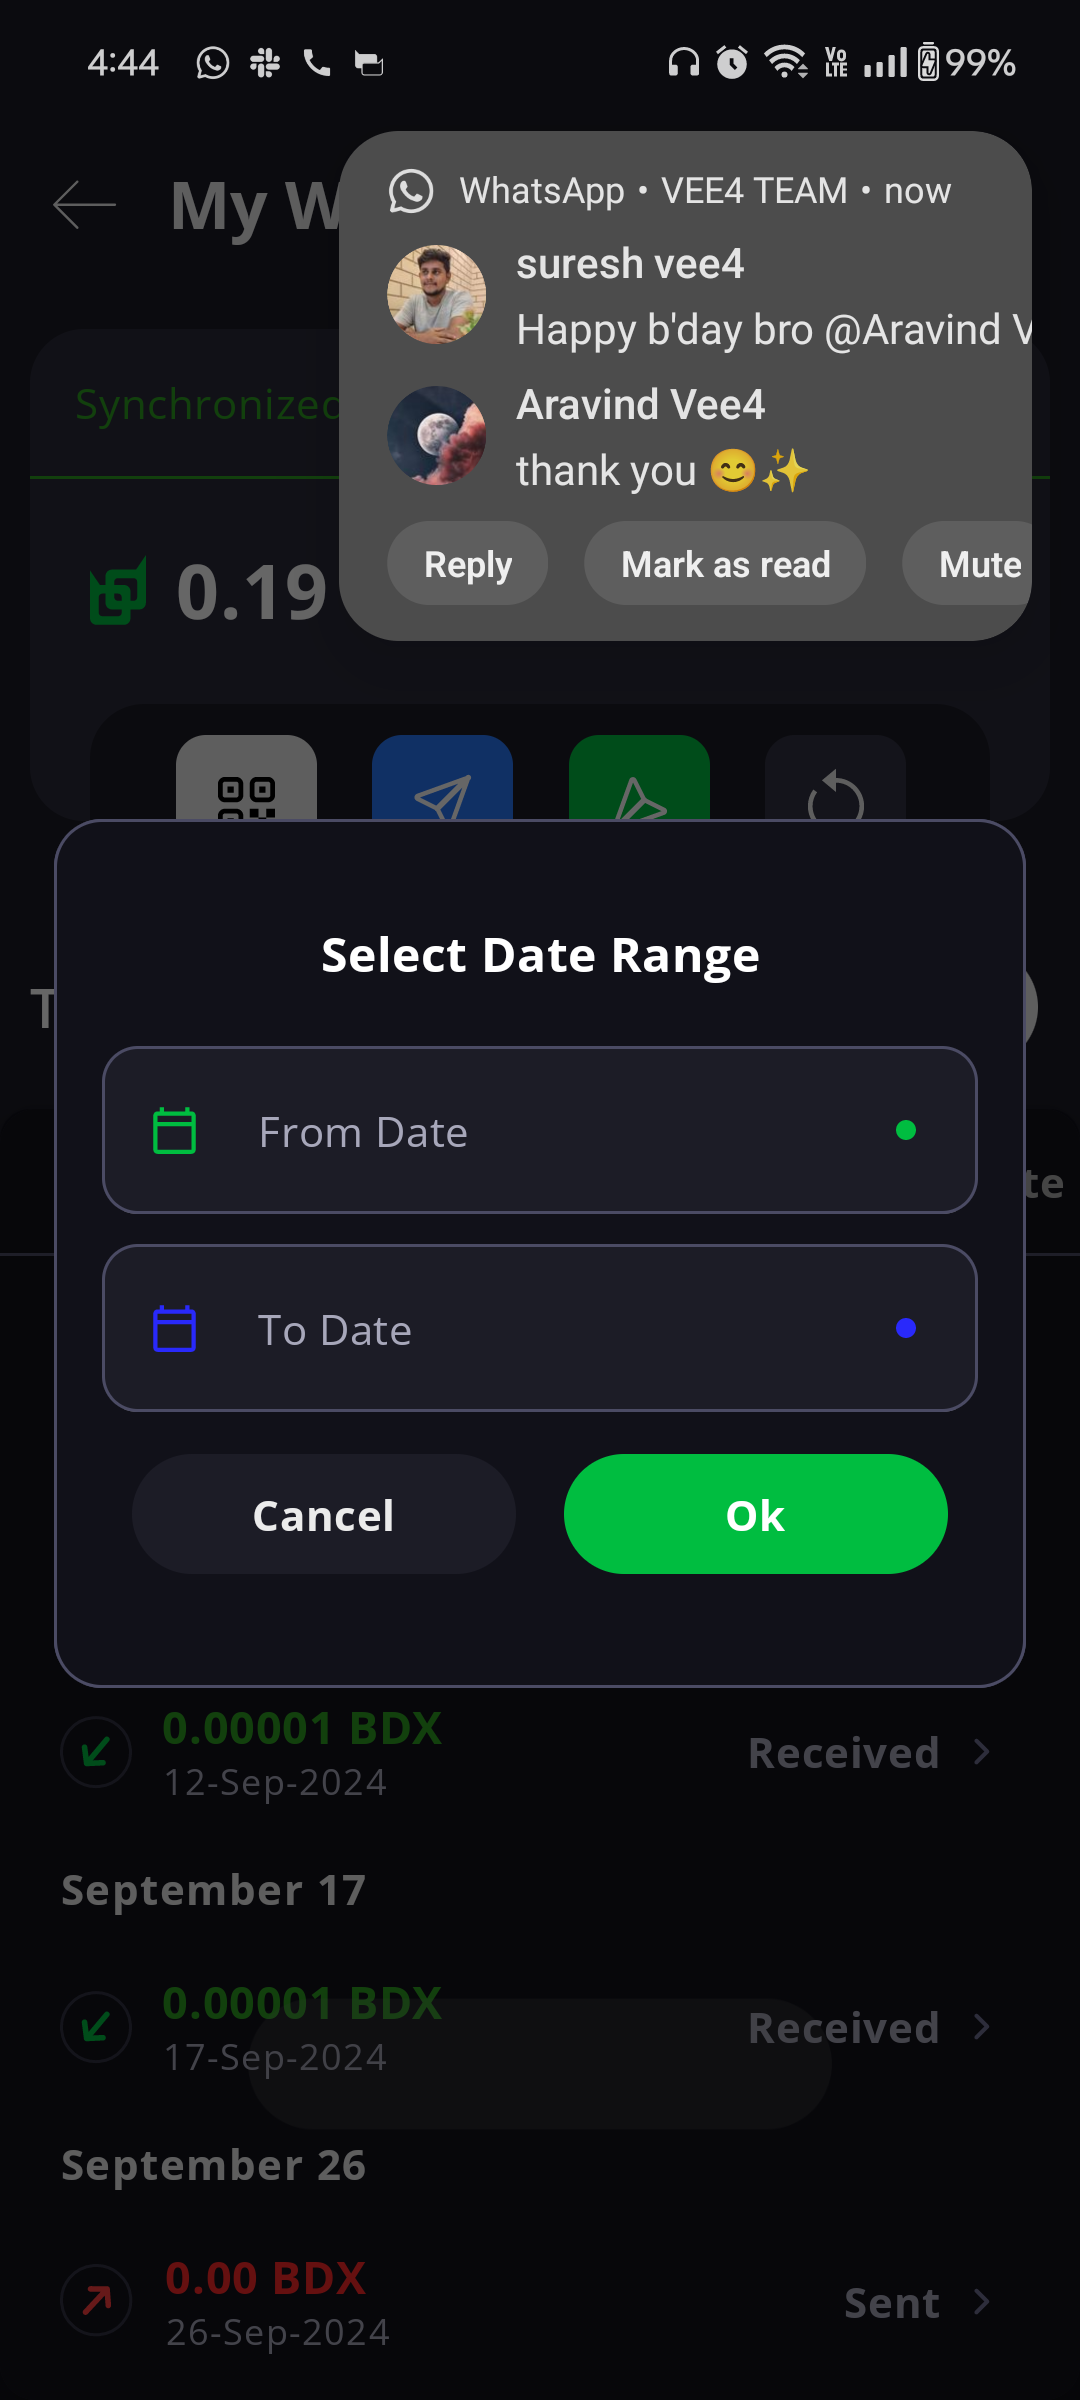 4:44
Vo LTE 99%
My W
WhatsApp • VEE4 TEAM • now
suresh vee4
Happy b'day bro @Aravind V
Aravind Vee4
thank you 😊✨
Reply Mark as read Mute
Synchronized
0.19
Select Date Range
T
From Date
te
To Date
Cancel Ok
0.00001 BDX
12-Sep-2024
Received
September 17
0.00001 BDX
17-Sep-2024
Received
September 26
0.00 BDX
26-Sep-2024
Sent